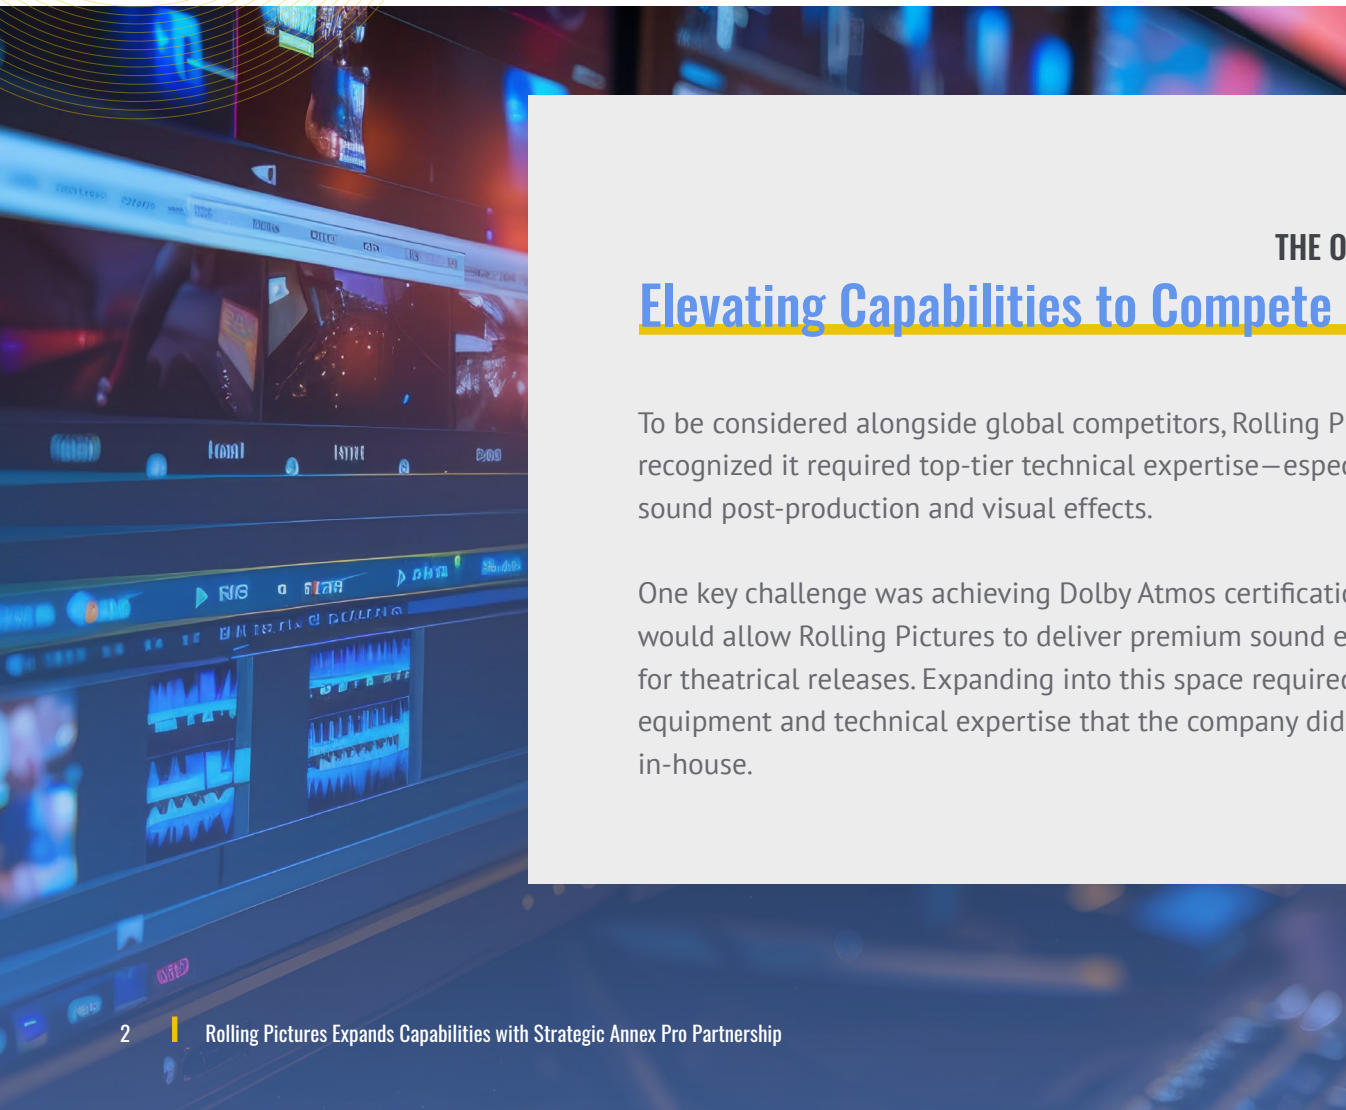 THE O
Elevating Capabilities to Compete
To be considered alongside global competitors, Rolling P
recognized it required top-tier technical expertise—espec
sound post-production and visual effects.
One key challenge was achieving Dolby Atmos certificatio
would allow Rolling Pictures to deliver premium sound e
for theatrical releases. Expanding into this space required
equipment and technical expertise that the company did
in-house.
2 Rolling Pictures Expands Capabilities with Strategic Annex Pro Partnership